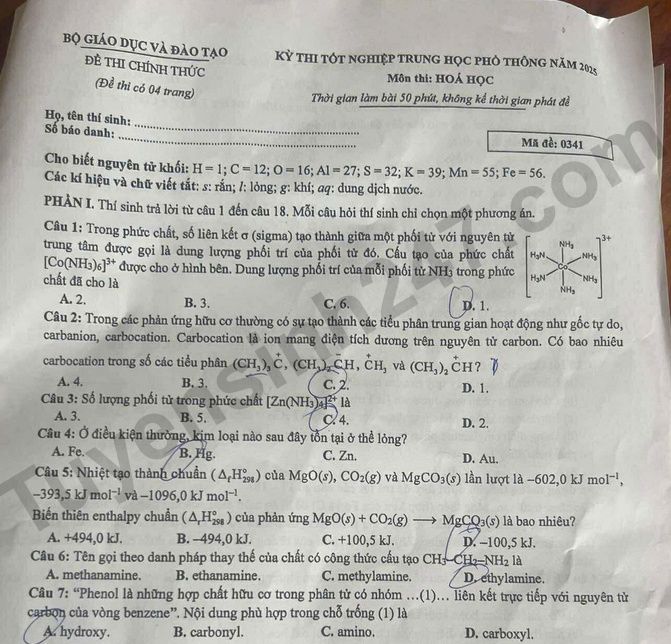 BỘ GIÁO DỤC VÀ ĐÀO TẠO
ĐỀ THI CHÍNH THỨC
(Đề thi có 04 trang)
KỲ THI TỐT NGHIỆP TRUNG HỌC PHỔ THÔNG NĂM 2025
Môn thi: HOÁ HỌC
Thời gian làm bài 50 phút, không kể thời gian phát đề
Họ, tên thí sinh:
Số báo danh:
Mã đề: 0341
Cho biết nguyên tử khối: H = 1; C = 12; O = 16; Al = 27; S = 32; K = 39; Mn = 55; Fe = 56.
Các kí hiệu và chữ viết tắt: s: rắn; l: lỏng; g: khí; aq: dung dịch nước.
PHẦN I. Thí sinh trả lời từ câu 1 đến câu 18. Mỗi câu hỏi thí sinh chỉ chọn một phương án.
Câu 1: Trong phức chất, số liên kết σ (sigma) tạo thành giữa một phối tử với nguyên tử
trung tâm được gọi là dung lượng phối trí của phối tử đó. Cấu tạo của phức chất
[Co(NH₃)₆]³⁺ được cho ở hình bên. Dung lượng phối trí của mỗi phối tử NH₃ trong phức
chất đã cho là
NH₃ 3+
H₃N NH₃
Co
H₃N NH₃
NH₃
A. 2. B. 3. C. 6. D. 1.
Câu 2: Trong các phản ứng hữu cơ thường có sự tạo thành các tiểu phân trung gian hoạt động như gốc tự do,
carbanion, carbocation. Carbocation là ion mang điện tích dương trên nguyên tử carbon. Có bao nhiêu
carbocation trong số các tiểu phân (CH₃)₃Ċ, (CH₃)₂C̄H, C⁺H₃ và (CH₃)₂C⁺H?
A. 4. B. 3. C. 2. D. 1.
Câu 3: Số lượng phối tử trong phức chất [Zn(NH₃)₄]²⁺ là
A. 3. B. 5. C. 4. D. 2.
Câu 4: Ở điều kiện thường, kim loại nào sau đây tồn tại ở thể lỏng?
A. Fe. B. Hg. C. Zn. D. Au.
Câu 5: Nhiệt tạo thành chuẩn (ΔfH°298) của MgO(s), CO₂(g) và MgCO₃(s) lần lượt là −602,0 kJ mol⁻¹,
−393,5 kJ mol⁻¹ và −1096,0 kJ mol⁻¹.
Biến thiên enthalpy chuẩn (ΔrH°298) của phản ứng MgO(s) + CO₂(g) ⟶ MgCO₃(s) là bao nhiêu?
A. +494,0 kJ. B. −494,0 kJ. C. +100,5 kJ. D. −100,5 kJ.
Câu 6: Tên gọi theo danh pháp thay thế của chất có công thức cấu tạo CH₃–CH₂–NH₂ là
A. methanamine. B. ethanamine. C. methylamine. D. ethylamine.
Câu 7: “Phenol là những hợp chất hữu cơ trong phân tử có nhóm …(1)… liên kết trực tiếp với nguyên tử
carbon của vòng benzene”. Nội dung phù hợp trong chỗ trống (1) là
A. hydroxy. B. carbonyl. C. amino. D. carboxyl.
Tuyensinh247.com